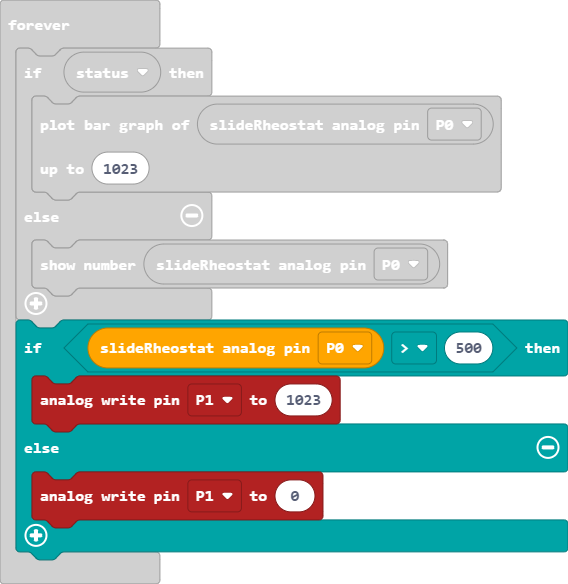 forever
if status then
plot bar graph of slideRheostat analog pin P0
up to 1023
else
show number slideRheostat analog pin P0
if slideRheostat analog pin P0 > 500 then
analog write pin P1 to 1023
else
analog write pin P1 to 0